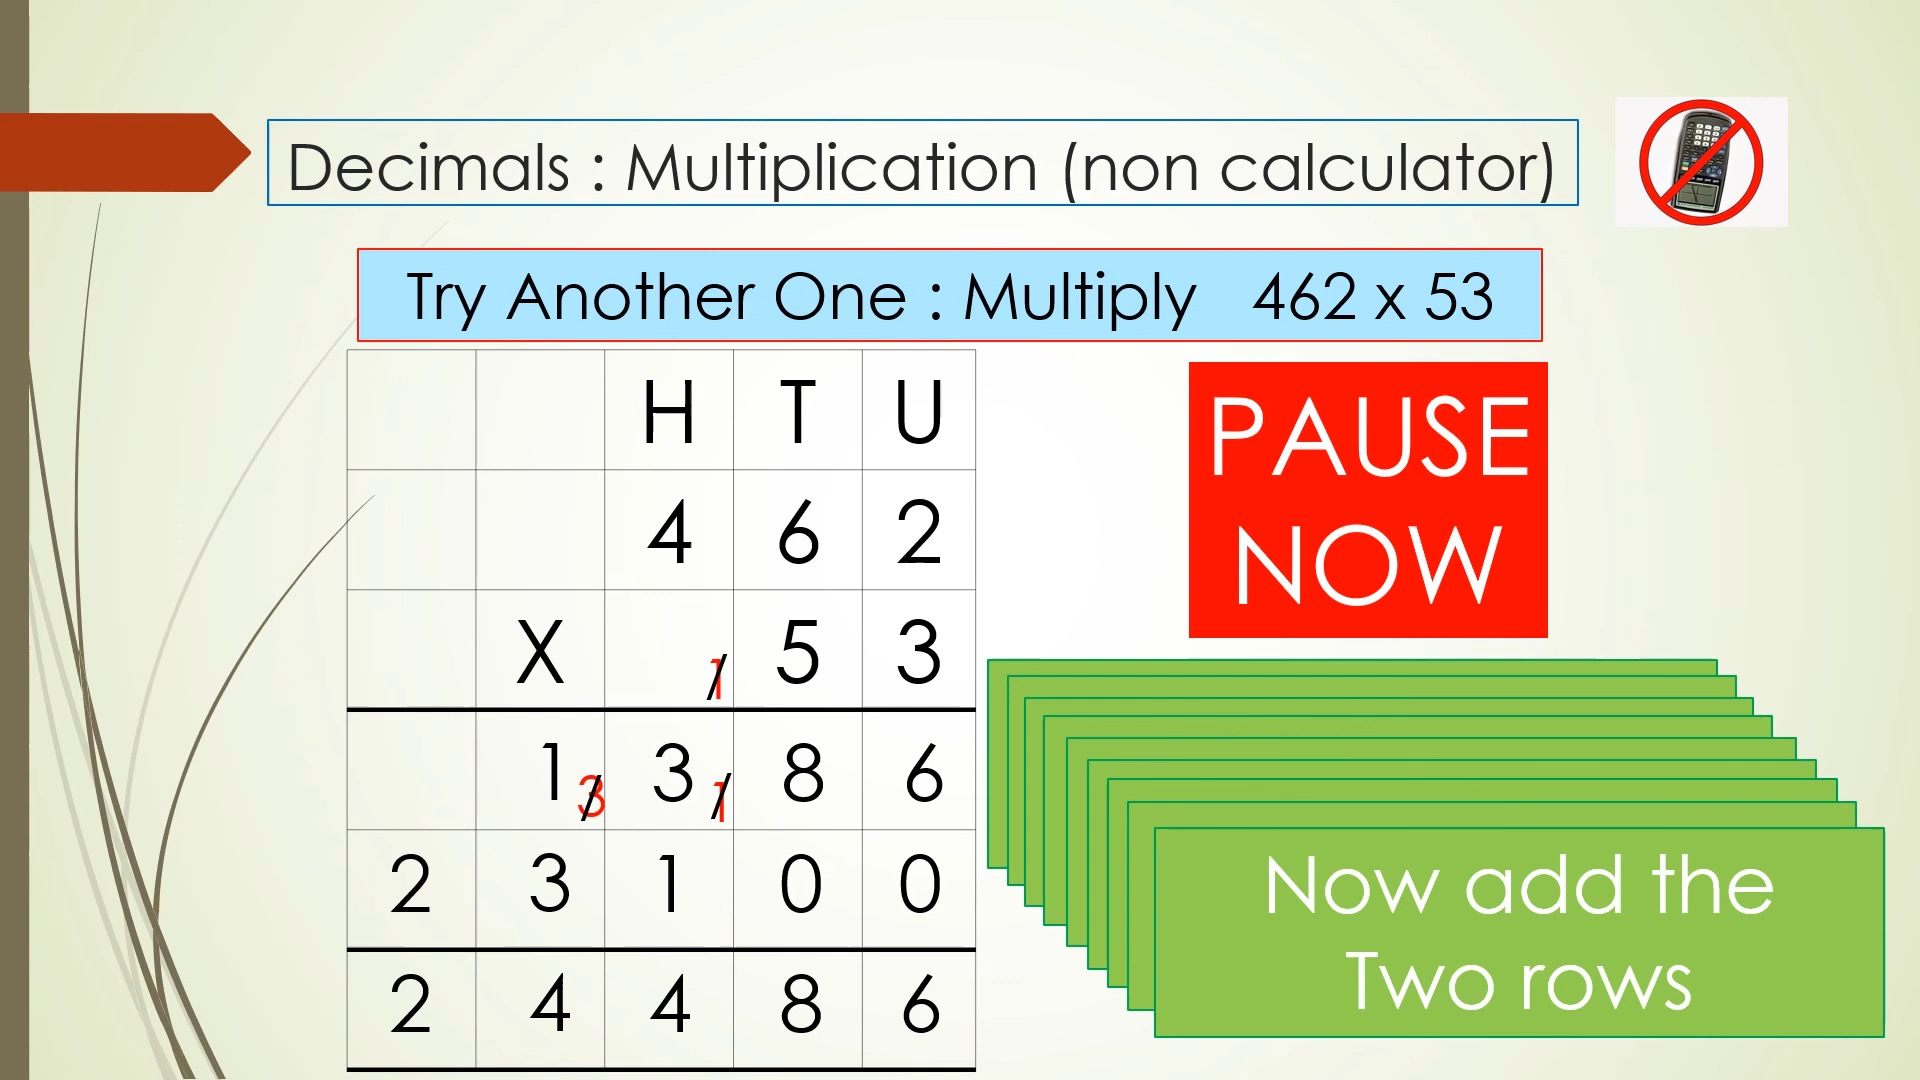 Decimals : Multiplication (non calculator)
Try Another One : Multiply 462 x 53
H T U
4 6 2
X 1 5 3
1 3 3 1 8 6
2 3 1 0 0
2 4 4 8 6
PAUSE
NOW
Now add the
Two rows